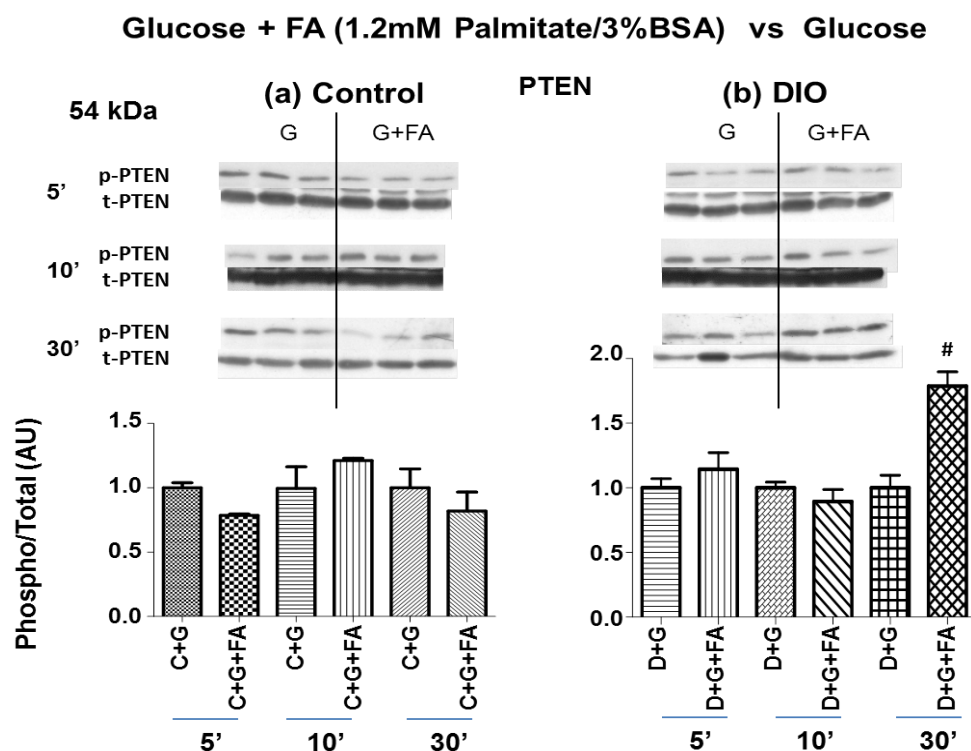 Glucose + FA (1.2mM Palmitate/3%BSA) vs Glucose
54 kDa
(a) Control
PTEN
(b) DIO
G
G+FA
G
G+FA
5’
p-PTEN
t-PTEN
10’
p-PTEN
t-PTEN
30’
p-PTEN
t-PTEN
Phospho/Total (AU)
1.5
1.0
0.5
0.0
C+G
C+G+FA
C+G
C+G+FA
C+G
C+G+FA
5’
10’
30’
2.0
1.5
1.0
0.5
0.0
#
D+G
D+G+FA
D+G
D+G+FA
D+G
D+G+FA
5’
10’
30’